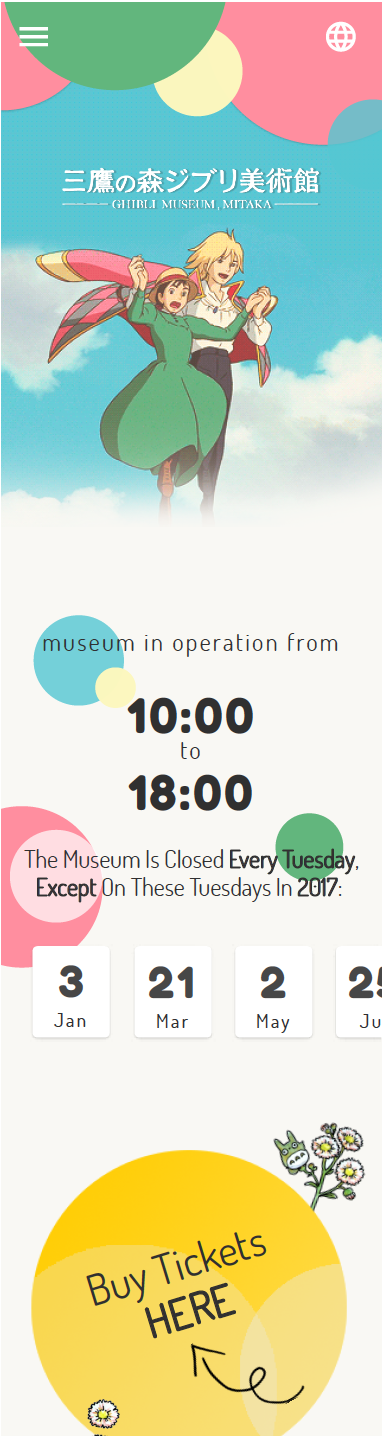 三鷹の森ジブリ美術館
GHIBLI MUSEUM, MITAKA
museum in operation from
10:00
to
18:00
The Museum Is Closed Every Tuesday,
Except On These Tuesdays In 2017:
3 21 2 25
Jan Mar May Ju
Buy Tickets
HERE